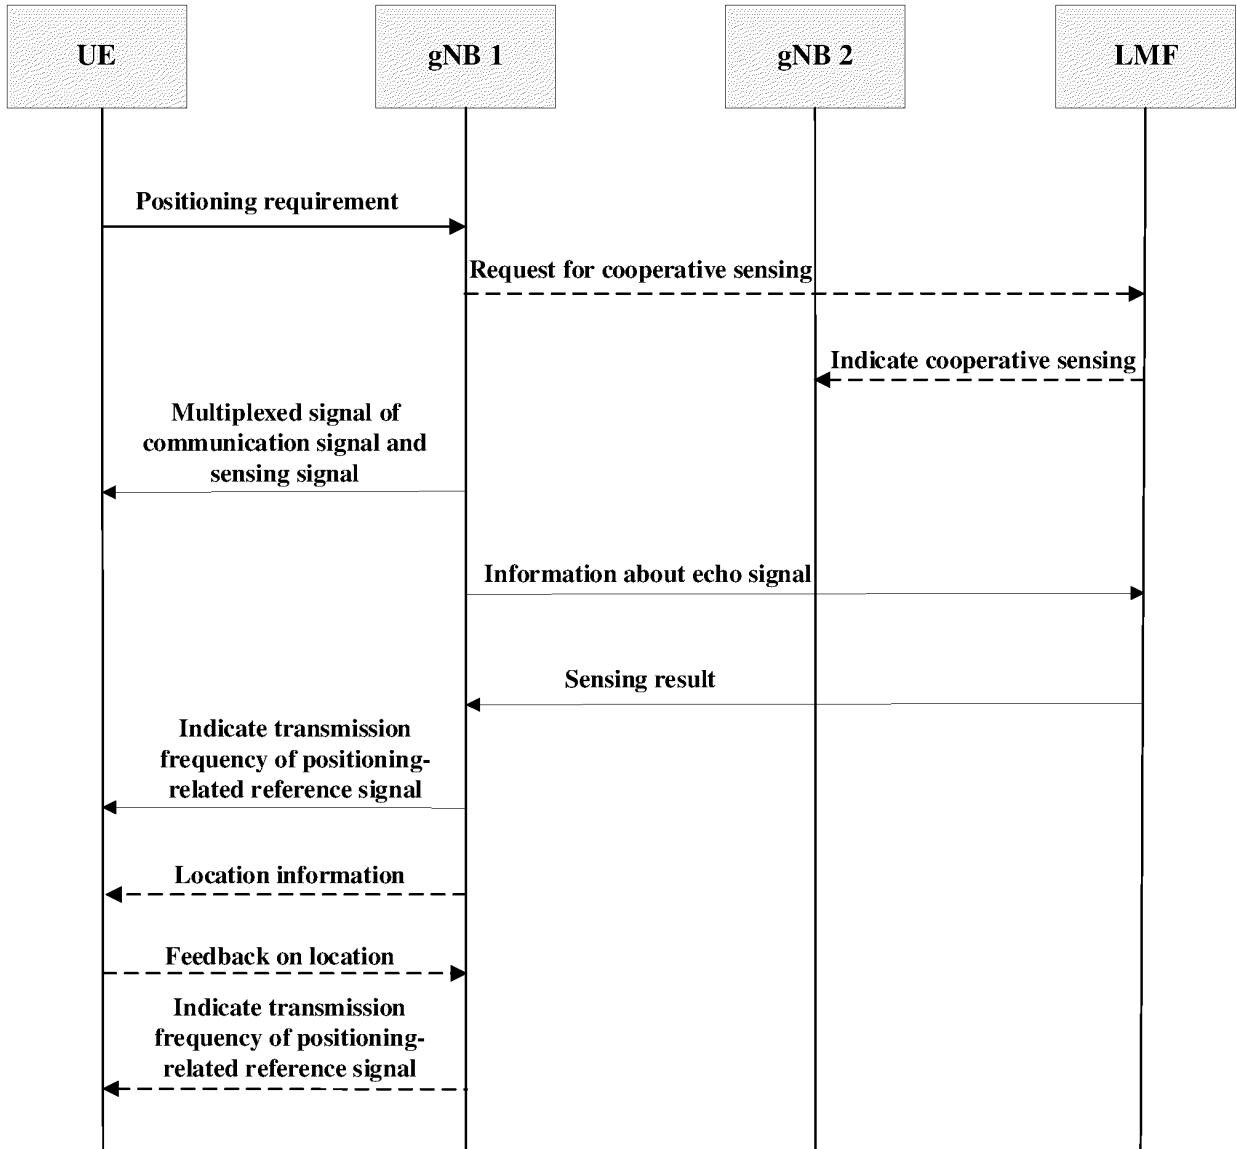 UE
gNB 1
gNB 2
LMF
Positioning requirement
Request for cooperative sensing
Indicate cooperative sensing
Multiplexed signal of
communication signal and
sensing signal
Information about echo signal
Sensing result
Indicate transmission
frequency of positioning-
related reference signal
Location information
Feedback on location
Indicate transmission
frequency of positioning-
related reference signal